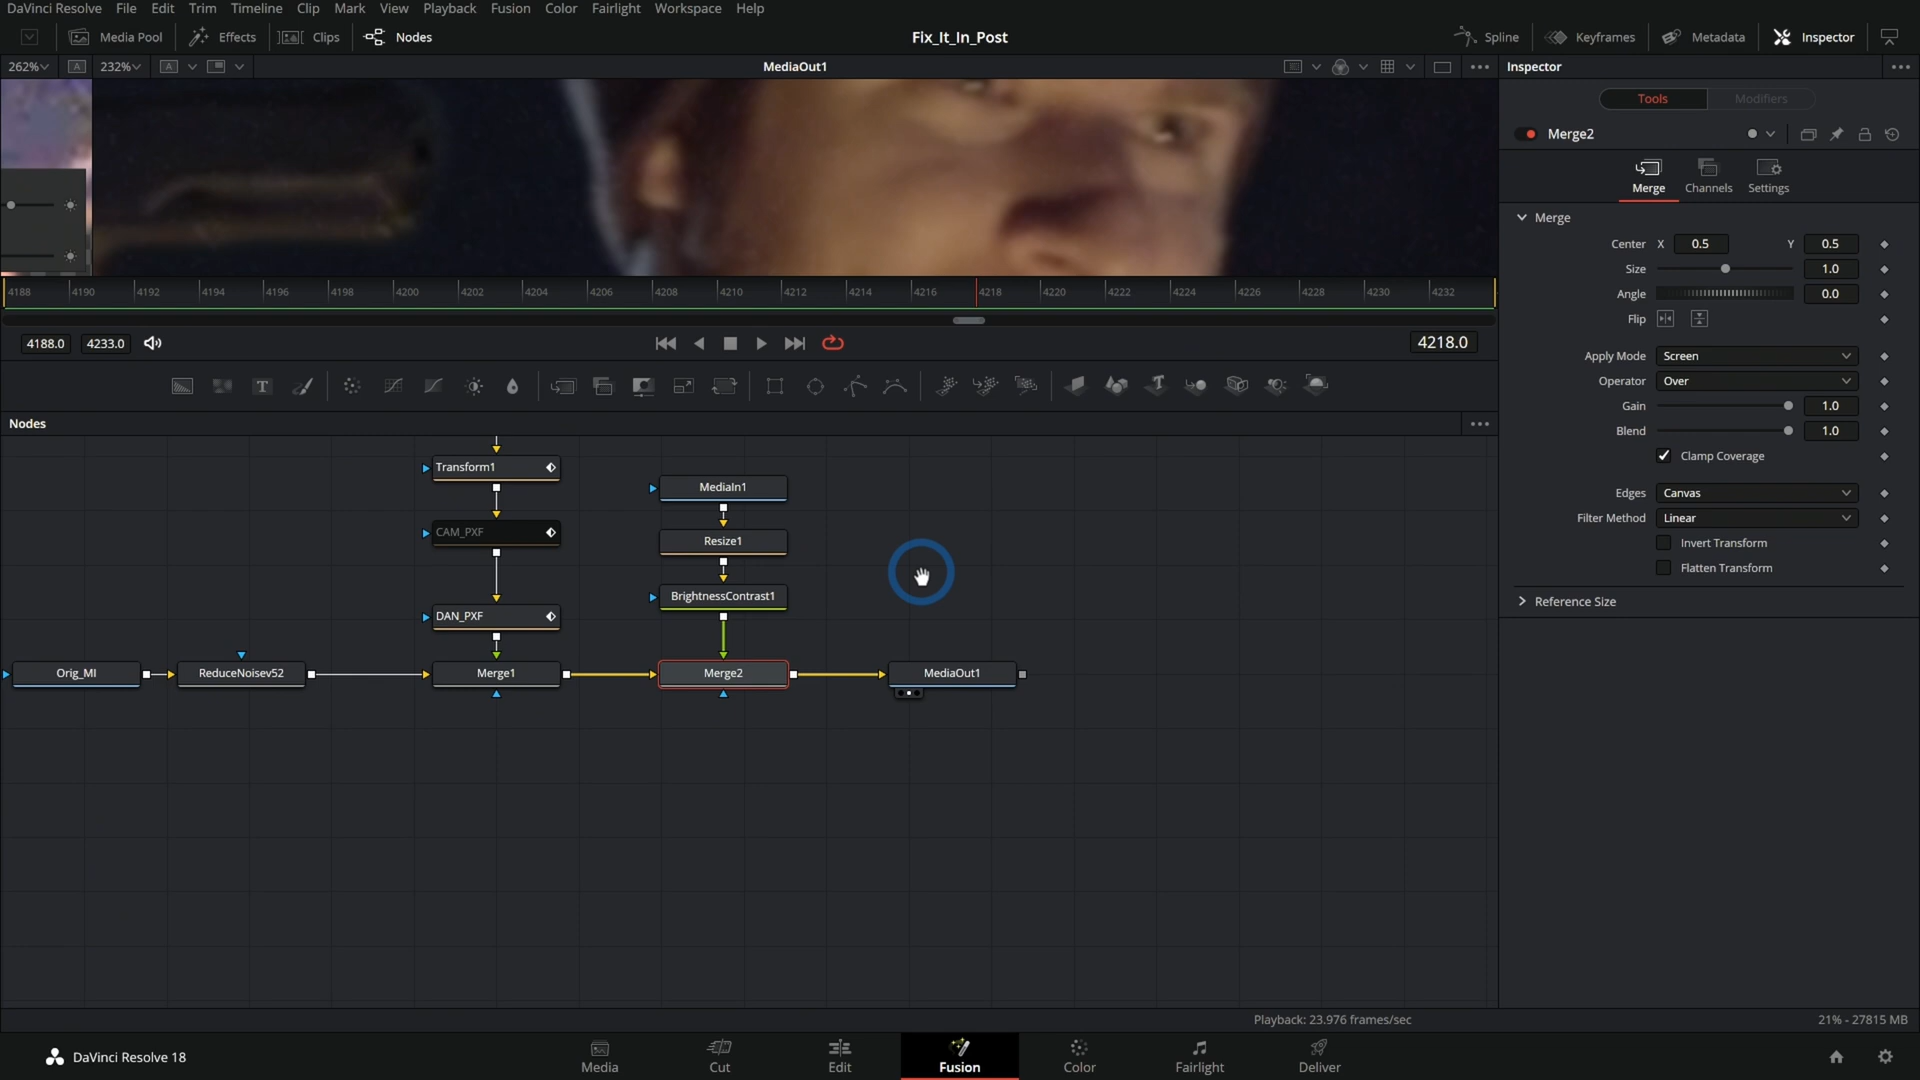 DaVinci Resolve File Edit Trim Timeline Clip Mark View Playback Fusion Color Fairlight Workspace Help
Media Pool Effects Clips Nodes Fix_It_In_Post Spline Keyframes Metadata Inspector
262% A 232% A MediaOut1 Inspector
Tools Modifiers
Merge2
Merge Channels Settings
Merge
Center X 0.5 Y 0.5
Size 1.0
Angle 0.0
Flip
Apply Mode Screen
Operator Over
Gain 1.0
Blend 1.0
Clamp Coverage
Edges Canvas
Filter Method Linear
Invert Transform
Flatten Transform
Reference Size
4188 4190 4192 4194 4196 4198 4200 4202 4204 4206 4208 4210 4212 4214 4216 4218 4220 4222 4224 4226 4228 4230 4232
4188.0 4233.0 4218.0
Nodes
Transform1
MediaIn1
CAM_PXF
Resize1
BrightnessContrast1
DAN_PXF
Orig_MI ReduceNoisev52 Merge1 Merge2 MediaOut1
Playback: 23.976 frames/sec 21% - 27815 MB
DaVinci Resolve 18 Media Cut Edit Fusion Color Fairlight Deliver